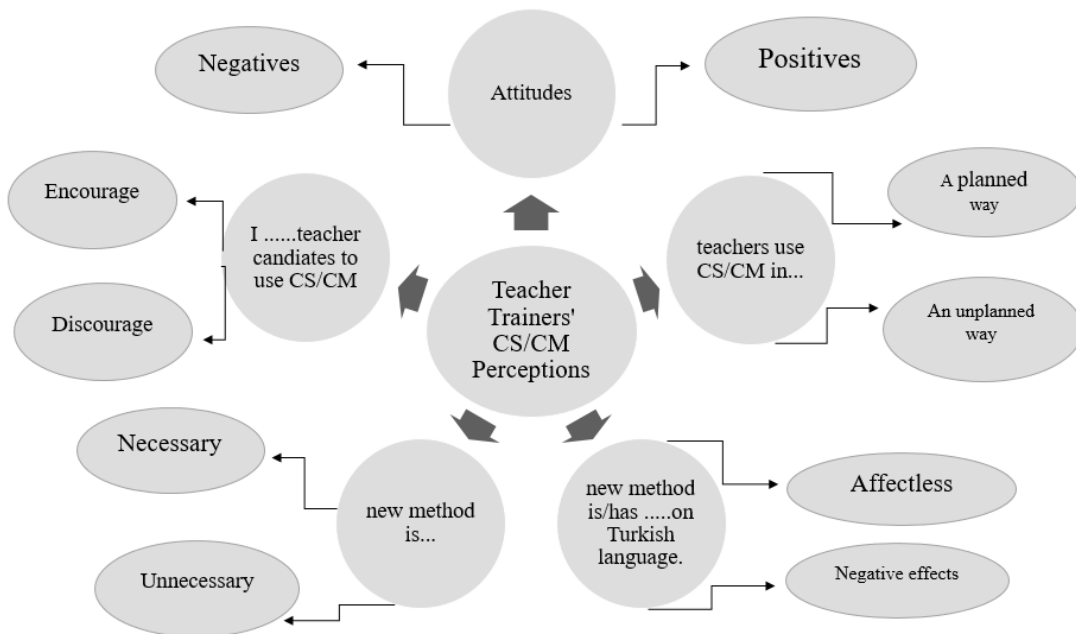 Negatives
Attitudes
Positives
Encourage
Discourage
I ......teacher
candiates to
use CS/CM
teachers use
CS/CM in...
A planned
way
An unplanned
way
Teacher
Trainers'
CS/CM
Perceptions
Necessary
Unnecessary
new method
is...
new method
is/has .....on
Turkish
language.
Affectless
Negative effects